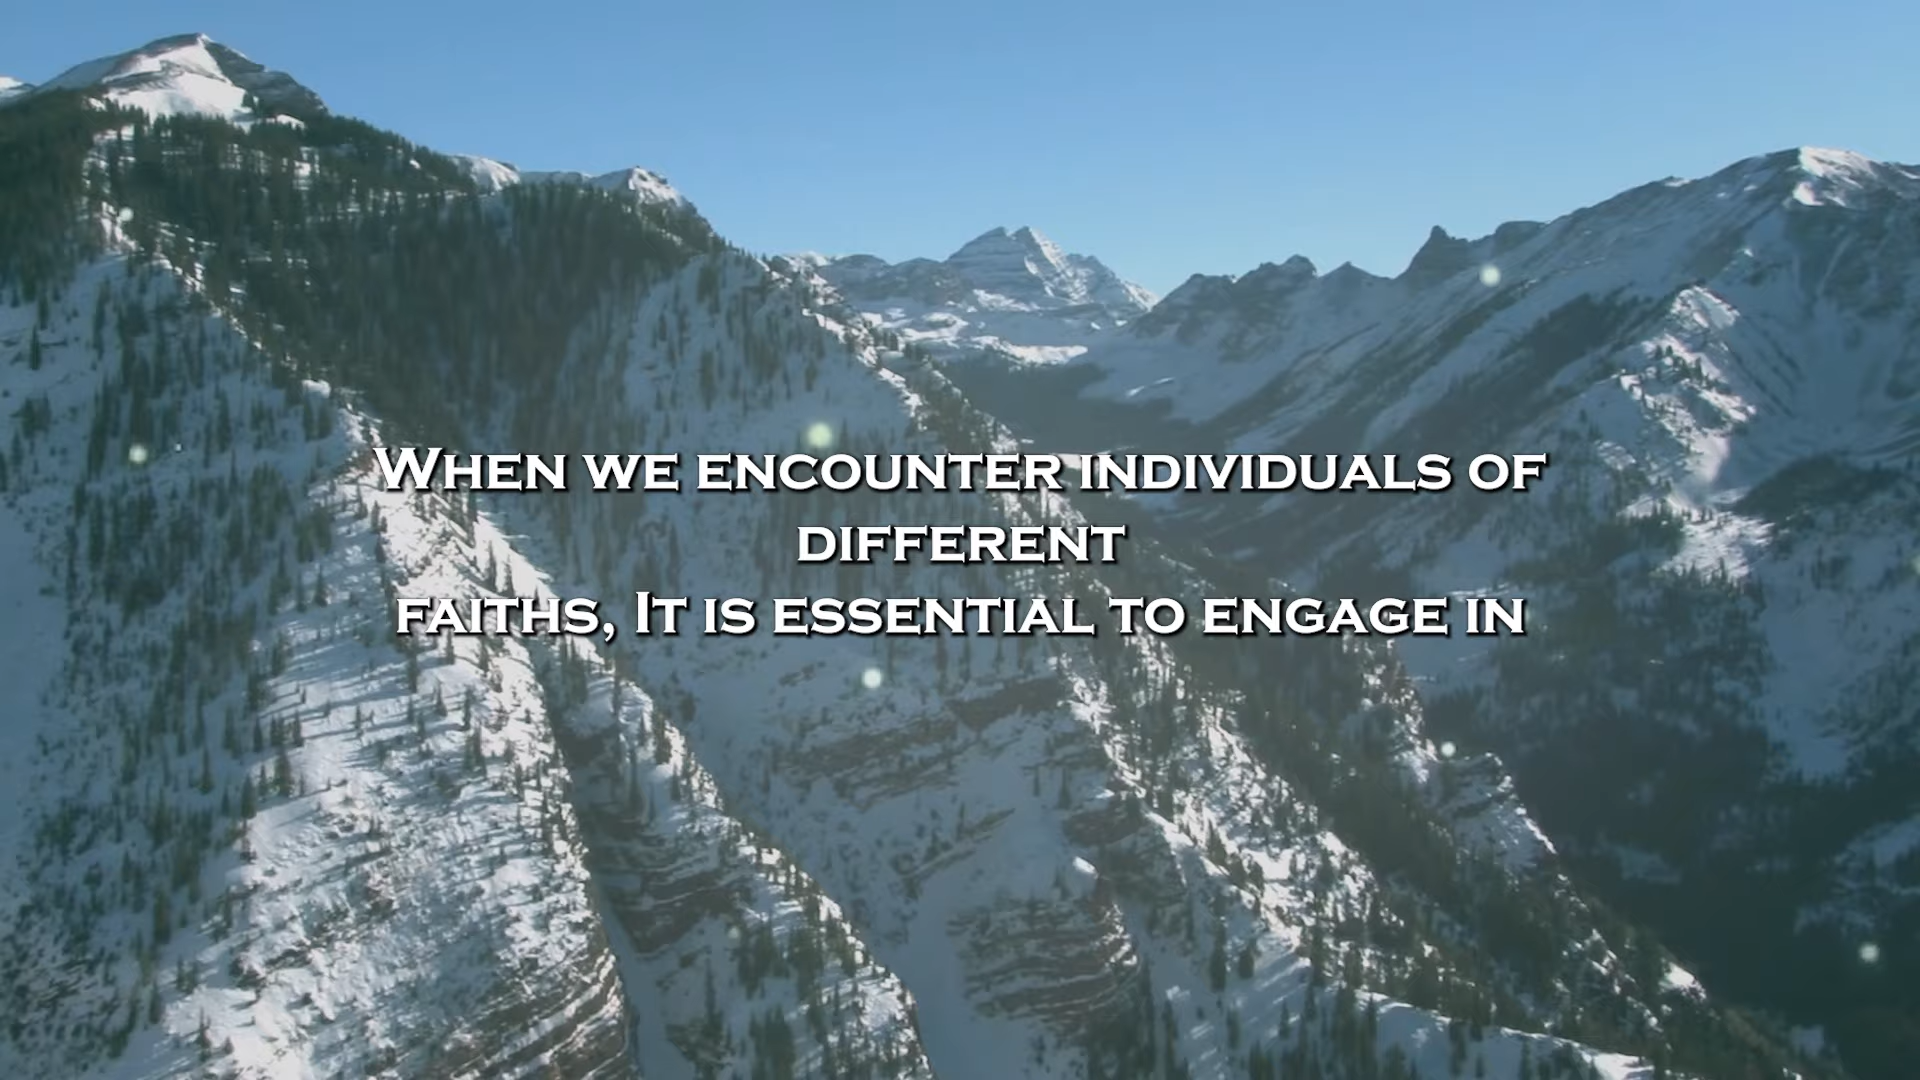 When we encounter individuals of
different
faiths, It is essential to engage in